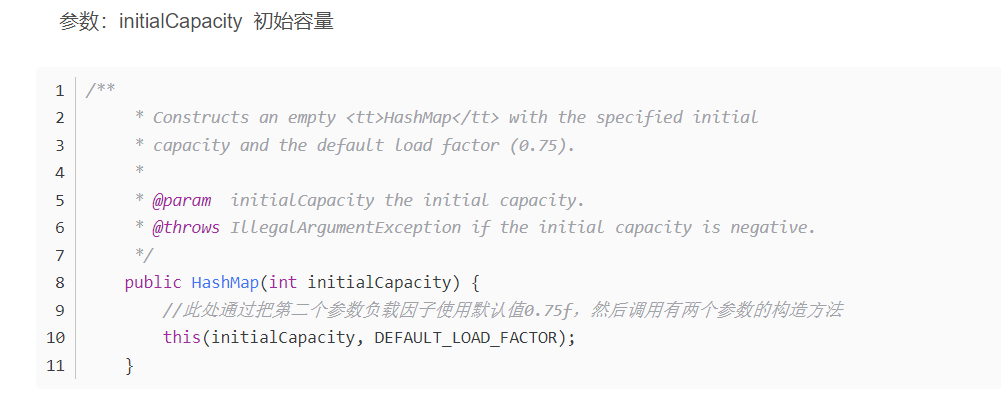 参数：initialCapacity 初始容量
1 /**
2 * Constructs an empty <tt>HashMap</tt> with the specified initial
3 * capacity and the default load factor (0.75).
4 *
5 * @param  initialCapacity the initial capacity.
6 * @throws IllegalArgumentException if the initial capacity is negative.
7 */
8 public HashMap(int initialCapacity) {
9 //此处通过把第二个参数负载因子使用默认值0.75f，然后调用有两个参数的构造方法
10 this(initialCapacity, DEFAULT_LOAD_FACTOR);
11 }